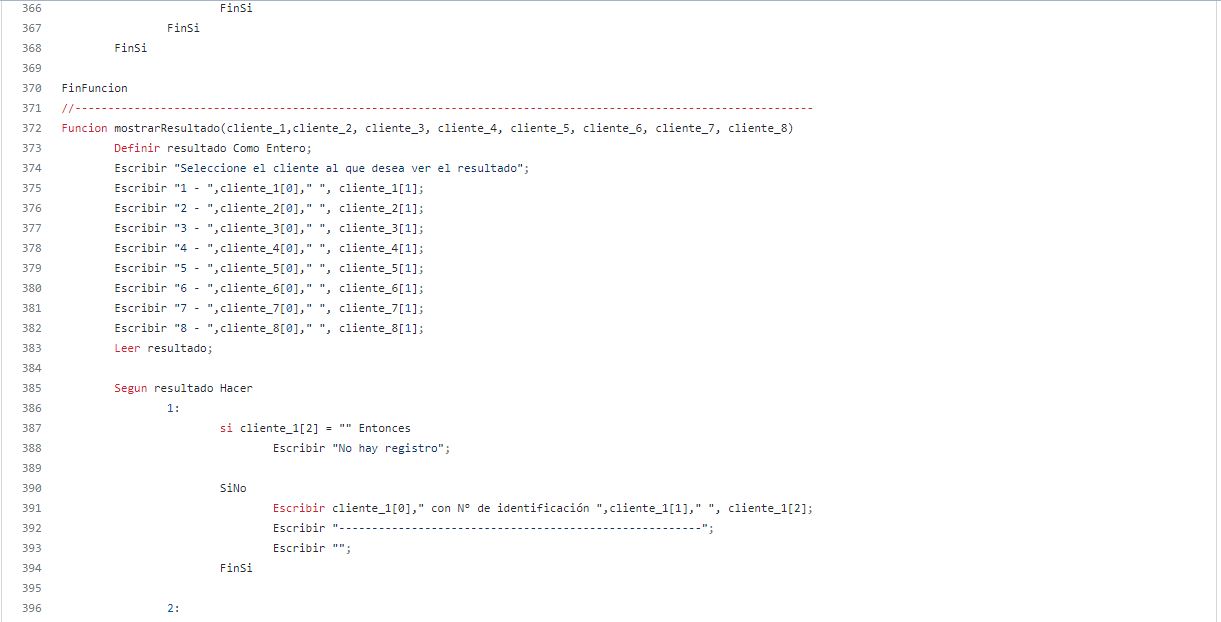 366 FinSi
367 FinSi
368 FinSi
369
370 FinFuncion
371 //----------------------------------------------------------------------------------------------------------------
372 Funcion mostrarResultado(cliente_1,cliente_2, cliente_3, cliente_4, cliente_5, cliente_6, cliente_7, cliente_8)
373 Definir resultado Como Entero;
374 Escribir "Seleccione el cliente al que desea ver el resultado";
375 Escribir "1 - ",cliente_1[0]," ", cliente_1[1];
376 Escribir "2 - ",cliente_2[0]," ", cliente_2[1];
377 Escribir "3 - ",cliente_3[0]," ", cliente_3[1];
378 Escribir "4 - ",cliente_4[0]," ", cliente_4[1];
379 Escribir "5 - ",cliente_5[0]," ", cliente_5[1];
380 Escribir "6 - ",cliente_6[0]," ", cliente_6[1];
381 Escribir "7 - ",cliente_7[0]," ", cliente_7[1];
382 Escribir "8 - ",cliente_8[0]," ", cliente_8[1];
383 Leer resultado;
384
385 Segun resultado Hacer
386 1:
387 si cliente_1[2] = "" Entonces
388 Escribir "No hay registro";
389
390 SiNo
391 Escribir cliente_1[0]," con Nº de identificación ",cliente_1[1]," ", cliente_1[2];
392 Escribir "-------------------------------------------------------";
393 Escribir "";
394 FinSi
395
396 2: